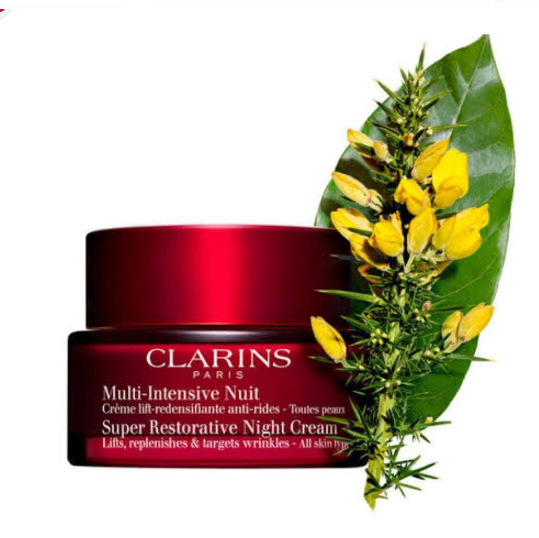 CLARINS
PARIS
Multi-Intensive Nuit
Crème lift-redensifiante anti-rides - Toutes peaux
Super Restorative Night Cream
Lifts, replenishes & targets wrinkles - All skin